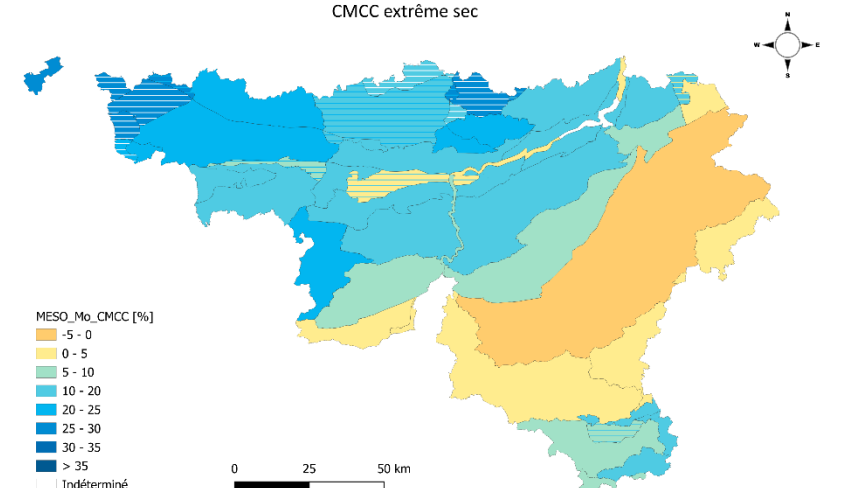 CMCC extrême sec
N
W E
S
MESO_Mo_CMCC [%]
-5 - 0
0 - 5
5 - 10
10 - 20
20 - 25
25 - 30
30 - 35
> 35
Indéterminé
0 25 50 km